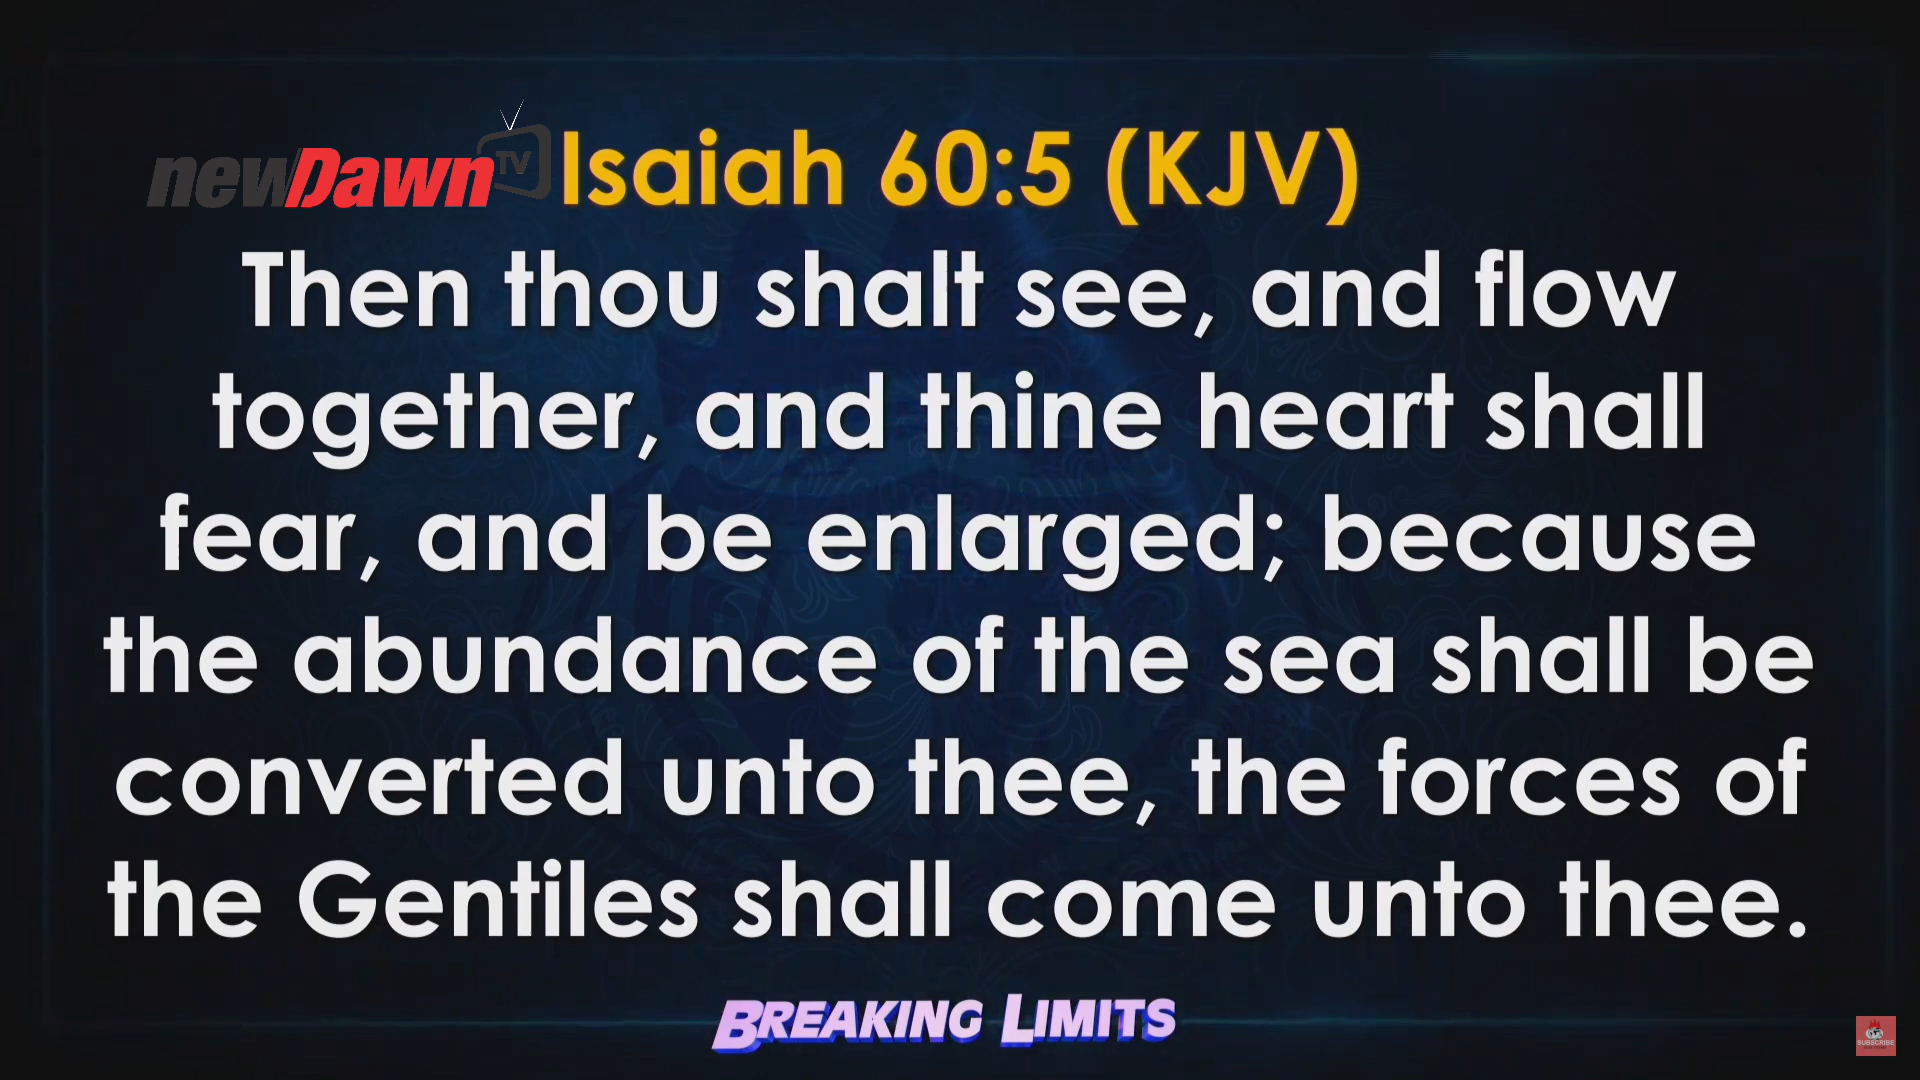 newDawn TV
Isaiah 60:5 (KJV)
Then thou shalt see, and flow
together, and thine heart shall
fear, and be enlarged; because
the abundance of the sea shall be
converted unto thee, the forces of
the Gentiles shall come unto thee.
BREAKING LIMITS
SUBSCRIBE